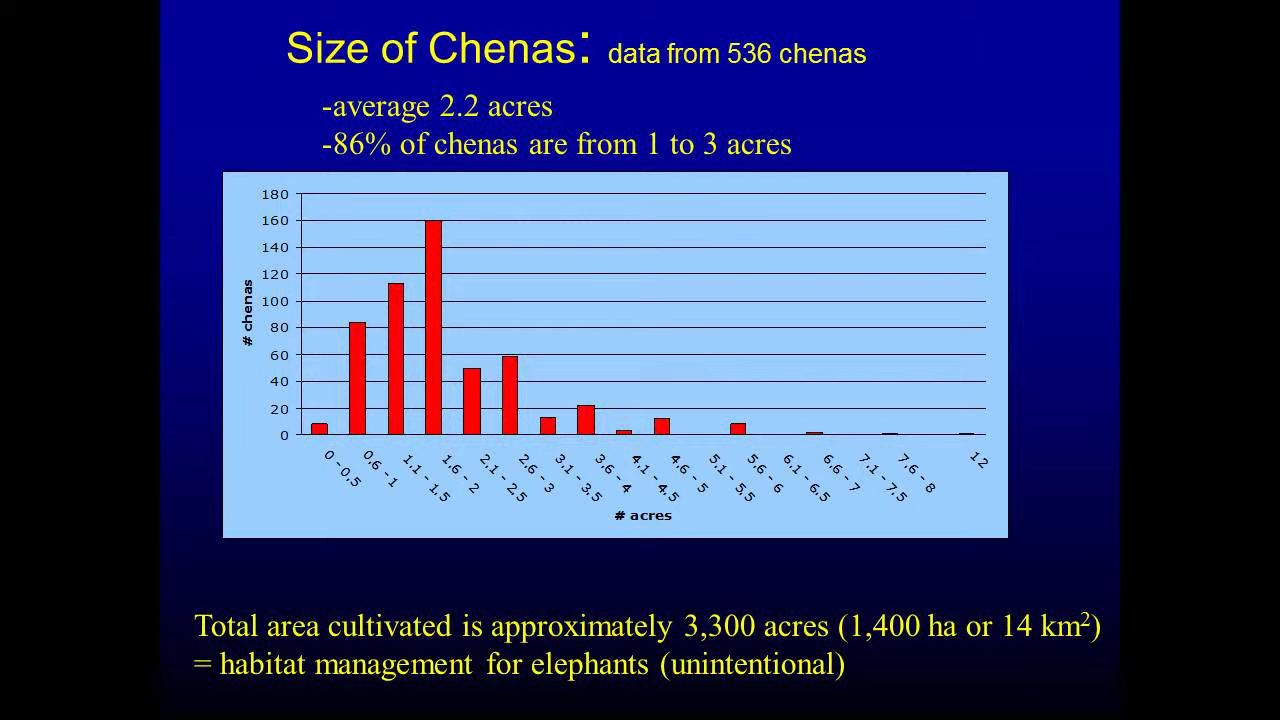 Size of Chenas: data from 536 chenas
-average 2.2 acres
-86% of chenas are from 1 to 3 acres
180
160
140
120
100
80
60
40
20
0
# chenas
0 - 0.5
0.6 - 1
1.1 - 1.5
1.6 - 2
2.1 - 2.5
2.6 - 3
3.1 - 3.5
3.6 - 4
4.1 - 4.5
4.6 - 5
5.1 - 5.5
5.6 - 6
6.1 - 6.5
6.6 - 7
7.1 - 7.5
7.6 - 8
12
# acres
Total area cultivated is approximately 3,300 acres (1,400 ha or 14 km²)
= habitat management for elephants (unintentional)